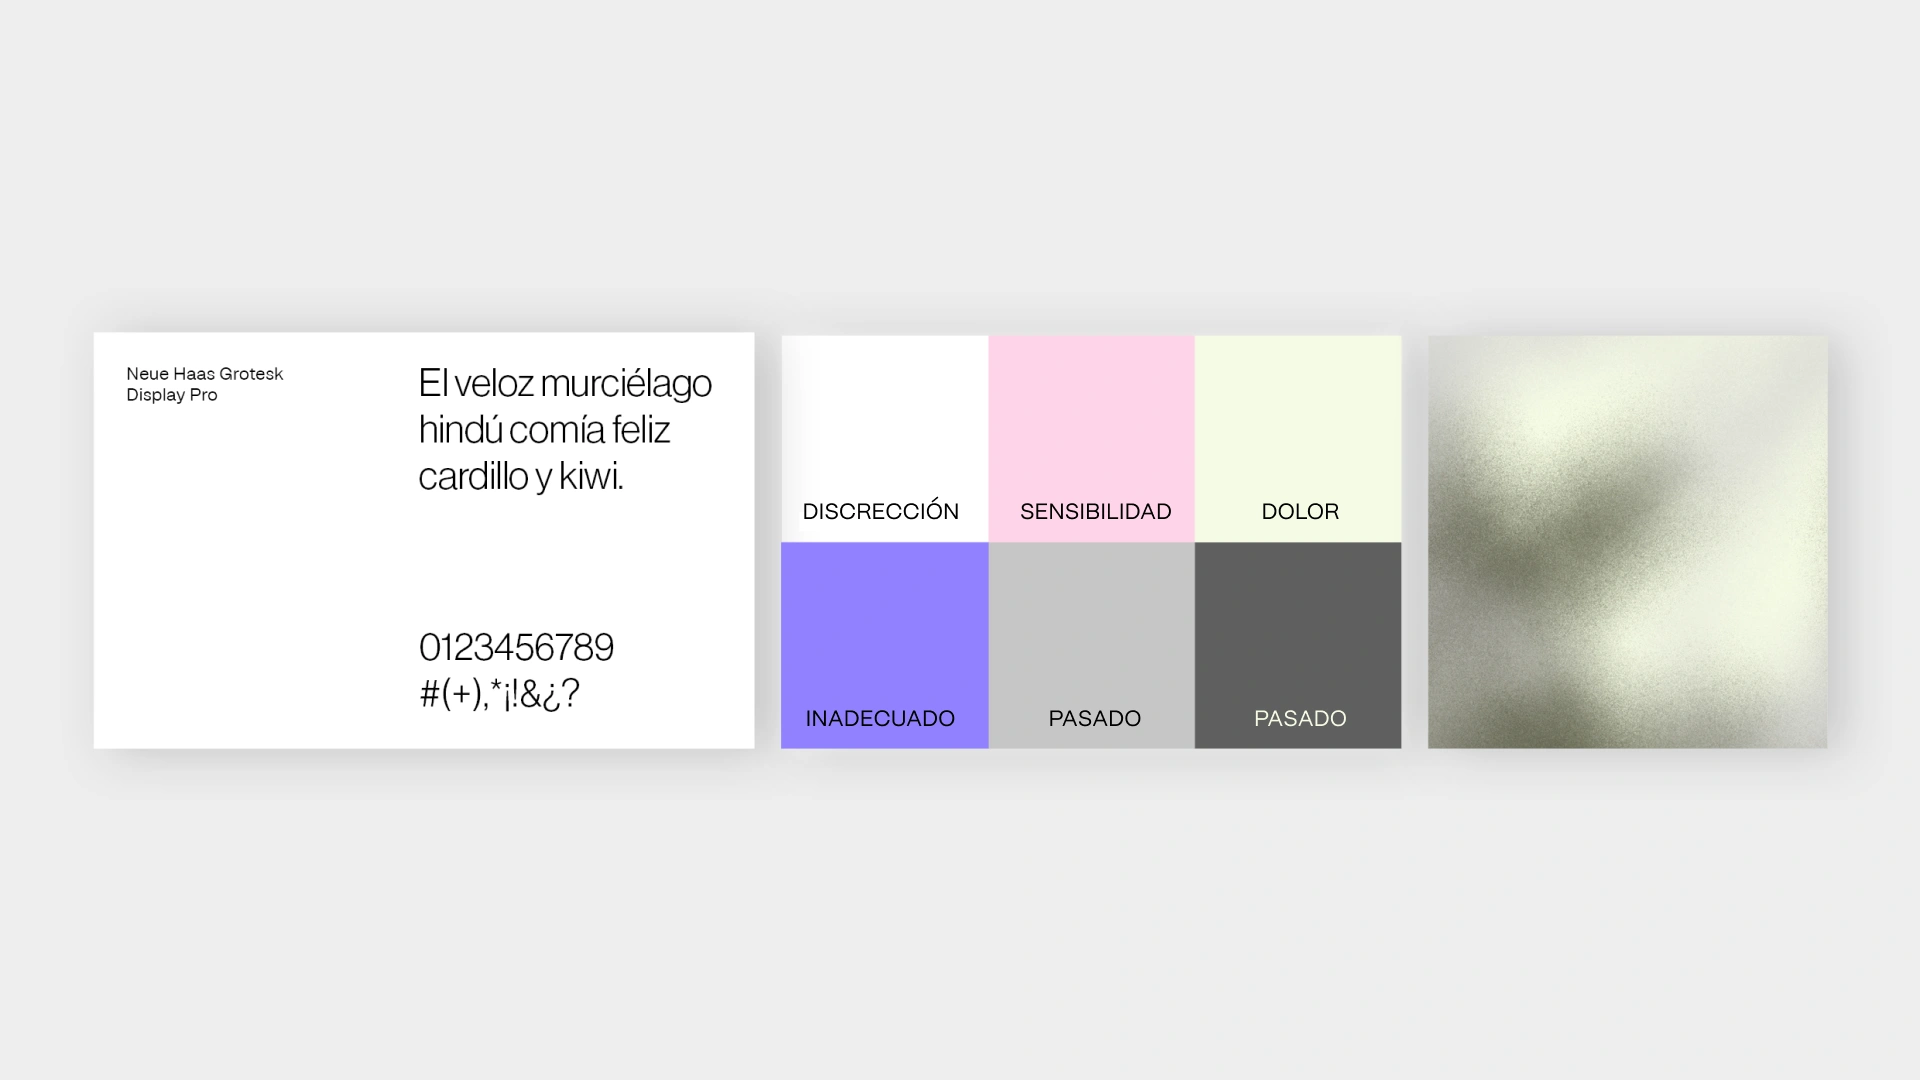 Neue Haas Grotesk
Display Pro
El veloz murciélago
hindú comía feliz
cardillo y kiwi.
0123456789
#(+),*¡!&¿?
DISCRECCIÓN
SENSIBILIDAD
DOLOR
INADECUADO
PASADO
PASADO